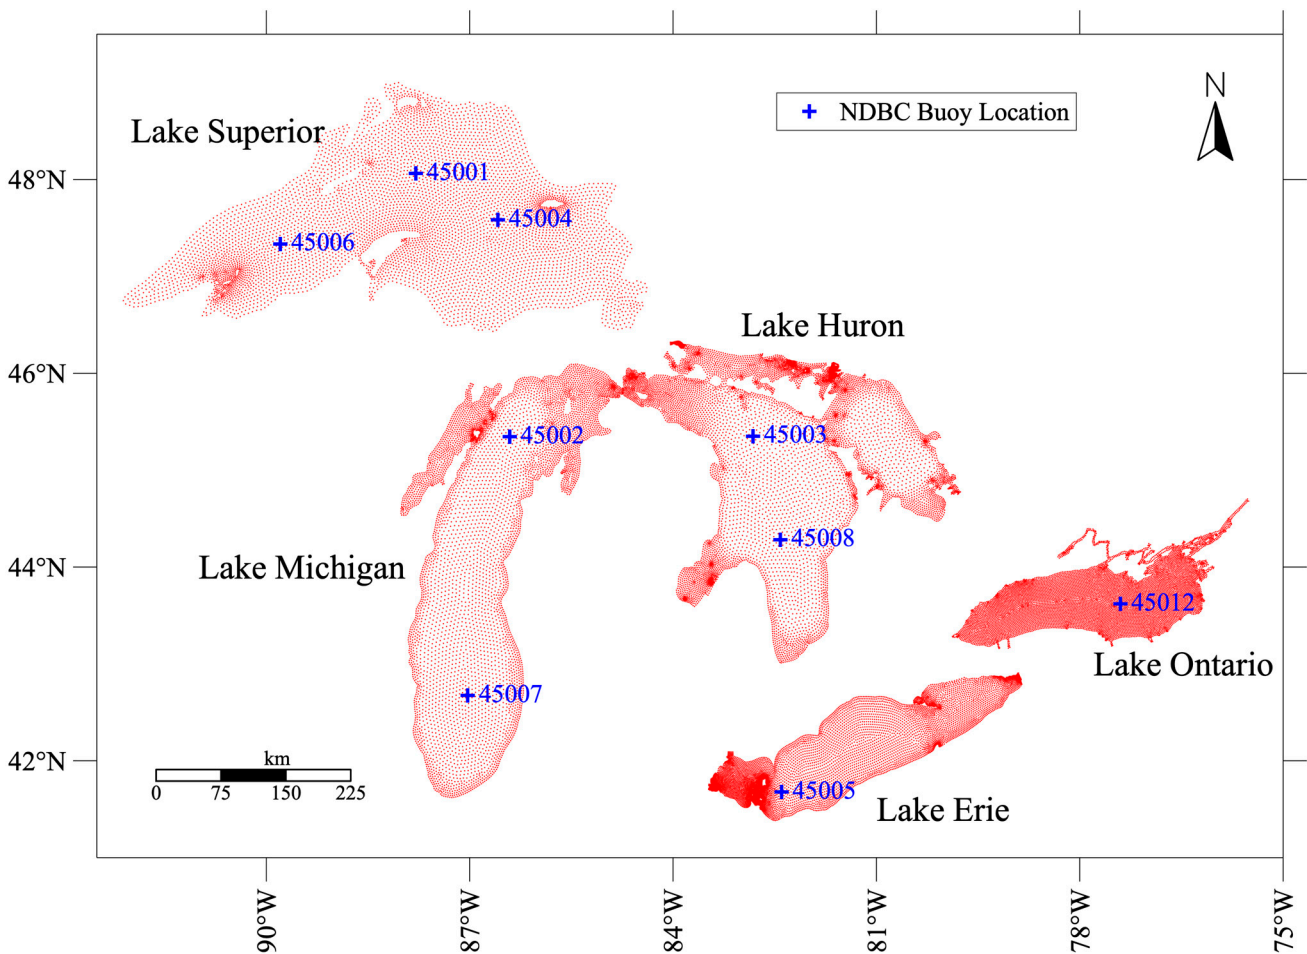 N
NDBC Buoy Location
Lake Superior
48°N
45001
45004
45006
Lake Huron
46°N
45002
45003
45008
Lake Michigan
44°N
45012
Lake Ontario
45007
42°N
km
0 75 150 225
45005
Lake Erie
90°W
87°W
84°W
81°W
78°W
75°W